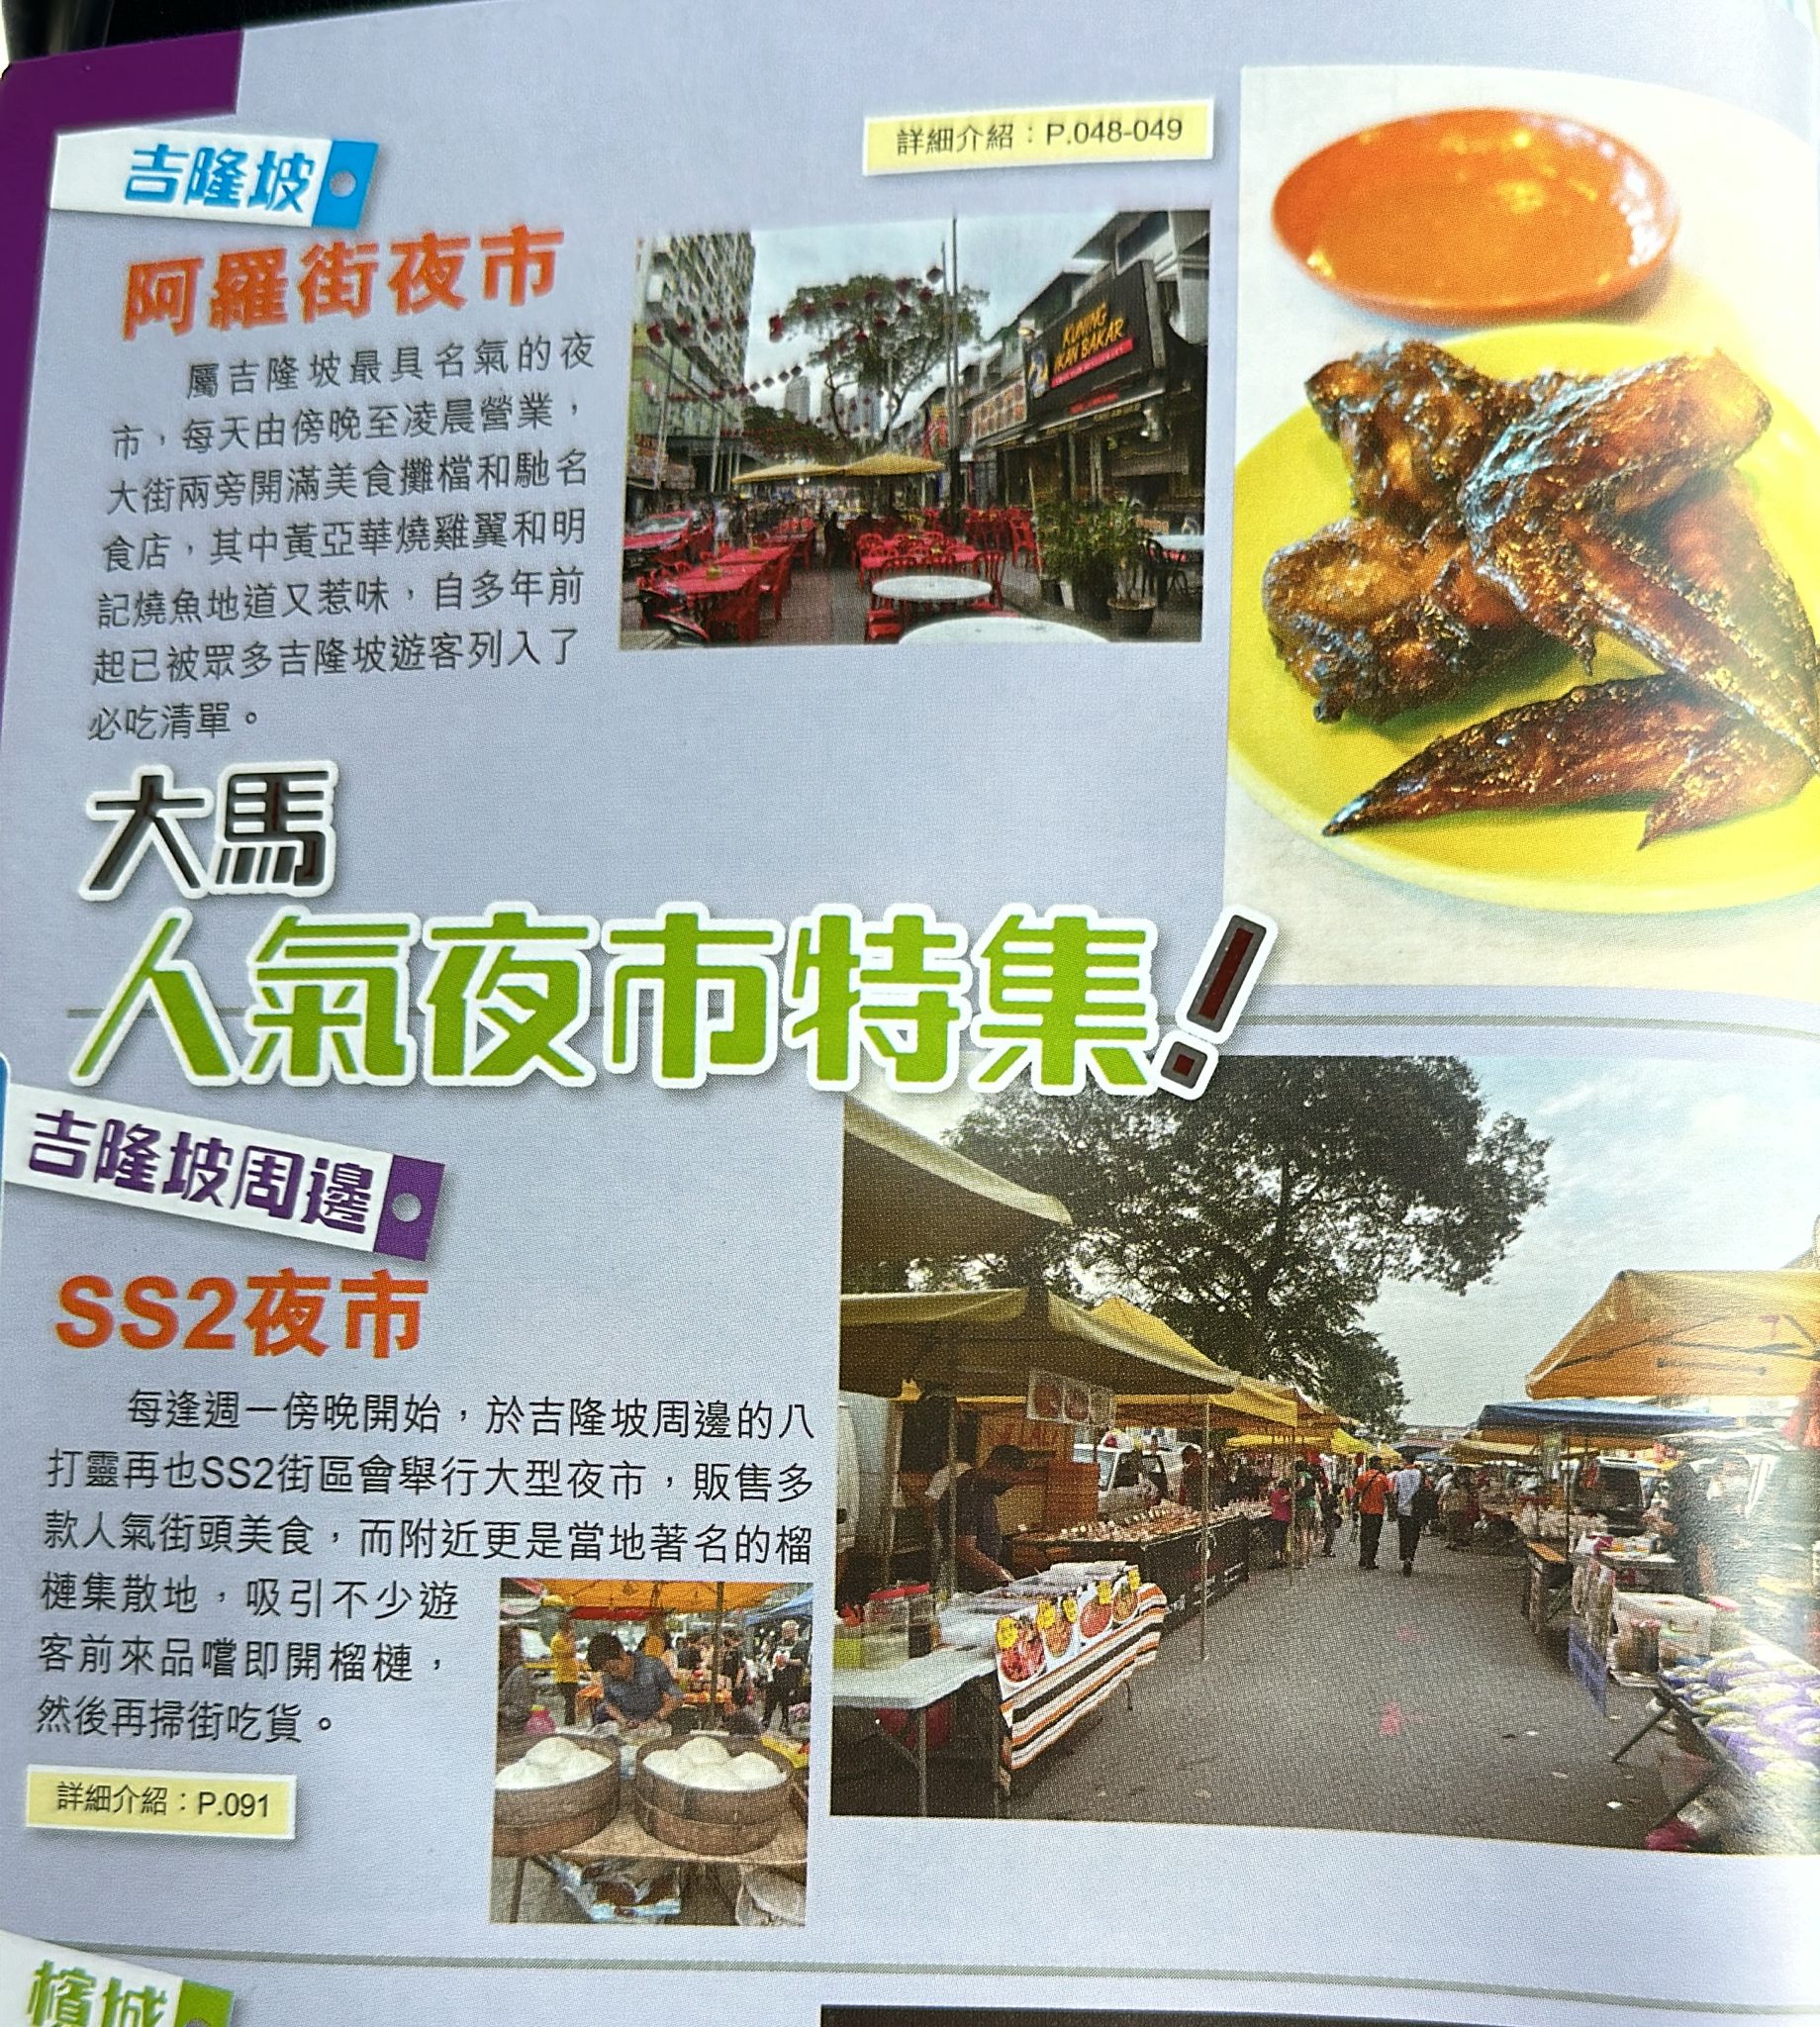 吉隆坡
詳細介紹：P.048-049
阿羅街夜市
屬吉隆坡最具名氣的夜
市，每天由傍晚至凌晨營業，
大街兩旁開滿美食攤檔和馳名
食店，其中黃亞華燒雞翼和明
記燒魚地道又惹味，自多年前
起已被眾多吉隆坡遊客列入了
必吃清單。
KUNING
IKAN BAKAR
大馬
人氣夜市特集！
吉隆坡周邊
SS2夜市
每逢週一傍晚開始，於吉隆坡周邊的八
打靈再也SS2街區會舉行大型夜市，販售多
款人氣街頭美食，而附近更是當地著名的榴
槤集散地，吸引不少遊
客前來品嚐即開榴槤，
然後再掃街吃貨。
詳細介紹：P.091
檳城